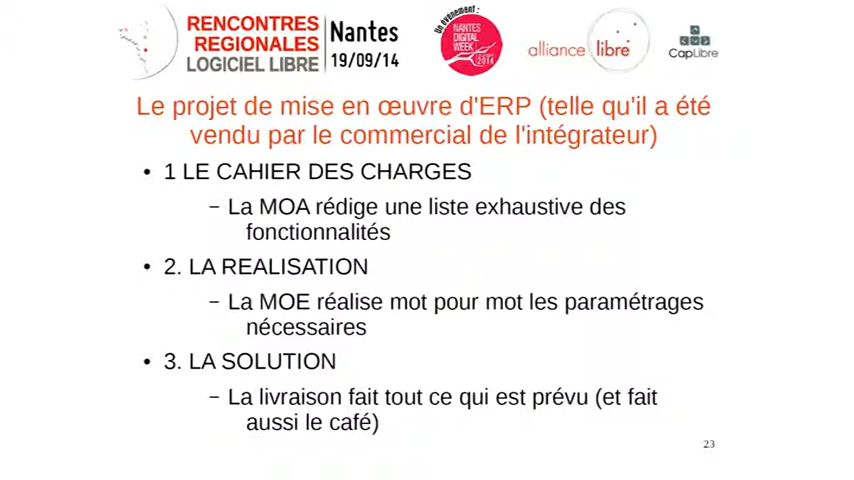 RENCONTRES
REGIONALES
LOGICIEL LIBRE
Nantes
19/09/14
Un événement :
NANTES
DIGITAL
WEEK
2014
alliance libre
CapLibre
Le projet de mise en œuvre d'ERP (telle qu'il a été
vendu par le commercial de l'intégrateur)
• 1 LE CAHIER DES CHARGES
– La MOA rédige une liste exhaustive des
fonctionnalités
• 2. LA REALISATION
– La MOE réalise mot pour mot les paramétrages
nécessaires
• 3. LA SOLUTION
– La livraison fait tout ce qui est prévu (et fait
aussi le café)
23